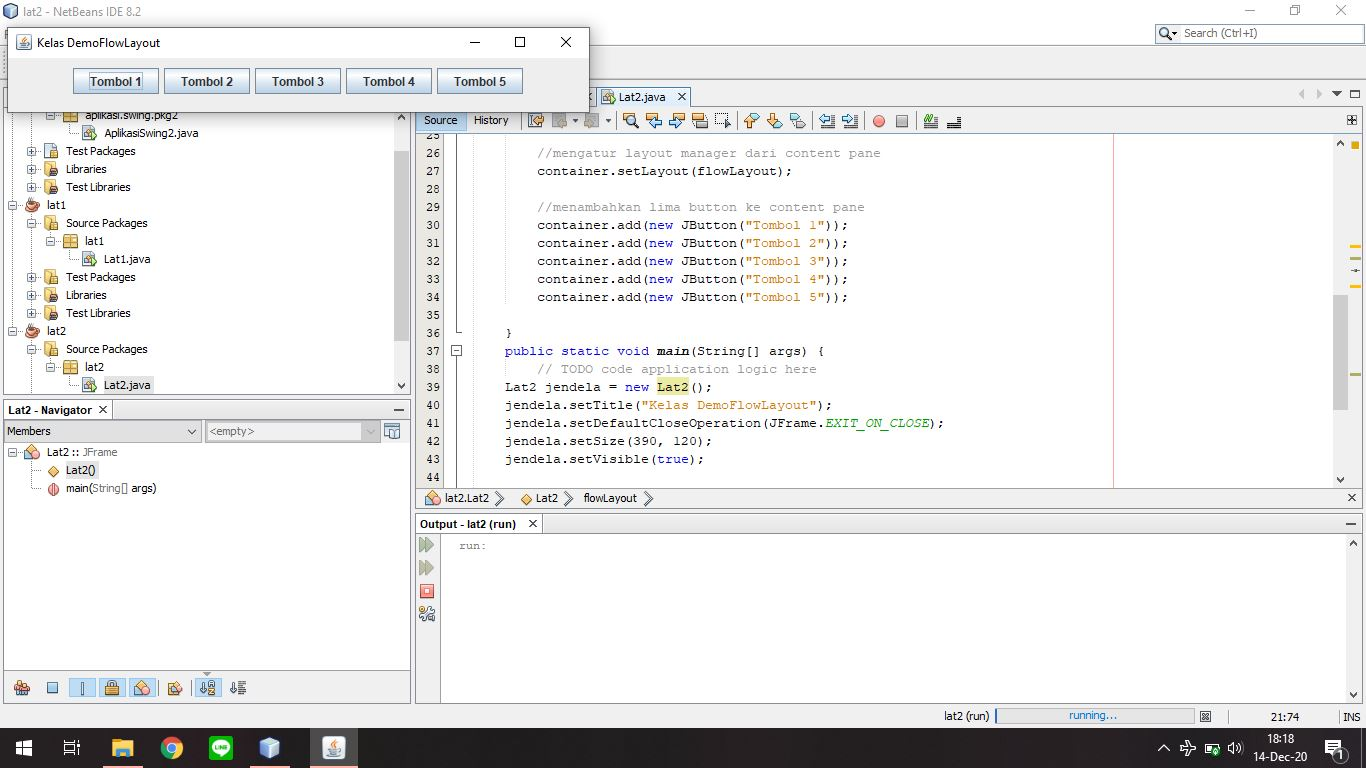 lat2 - NetBeans IDE 8.2
Search (Ctrl+I)
Kelas DemoFlowLayout
Tombol 1
Tombol 2
Tombol 3
Tombol 4
Tombol 5
aplikasi.swing.pkg2
AplikasiSwing2.java
Test Packages
Libraries
Test Libraries
lat1
Source Packages
lat1
Lat1.java
Test Packages
Libraries
Test Libraries
lat2
Source Packages
lat2
Lat2.java
Lat2 - Navigator
Members
<empty>
Lat2 :: JFrame
Lat2()
main(String[] args)
Lat2.java
Source
History
25
26 //mengatur layout manager dari content pane
27 container.setLayout(flowLayout);
28
29 //menambahkan lima button ke content pane
30 container.add(new JButton("Tombol 1"));
31 container.add(new JButton("Tombol 2"));
32 container.add(new JButton("Tombol 3"));
33 container.add(new JButton("Tombol 4"));
34 container.add(new JButton("Tombol 5"));
35
36 }
37 public static void main(String[] args) {
38 // TODO code application logic here
39 Lat2 jendela = new Lat2();
40 jendela.setTitle("Kelas DemoFlowLayout");
41 jendela.setDefaultCloseOperation(JFrame.EXIT_ON_CLOSE);
42 jendela.setSize(390, 120);
43 jendela.setVisible(true);
44
lat2.Lat2
Lat2
flowLayout
Output - lat2 (run)
run:
lat2 (run)
running...
21:74
INS
LINE
18:18
14-Dec-20
1